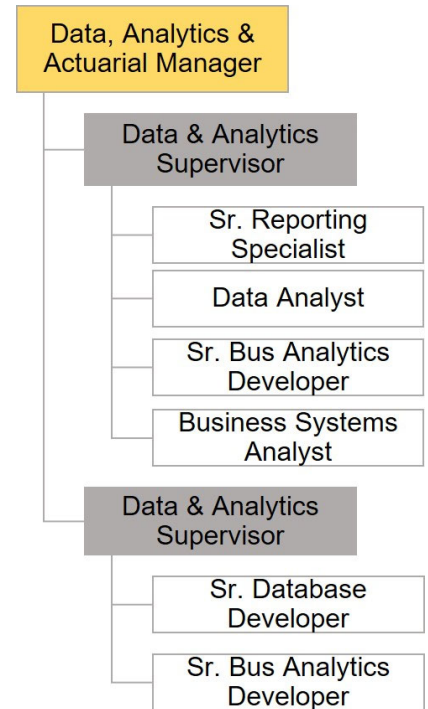 Data, Analytics &
Actuarial Manager
Data & Analytics
Supervisor
Sr. Reporting
Specialist
Data Analyst
Sr. Bus Analytics
Developer
Business Systems
Analyst
Data & Analytics
Supervisor
Sr. Database
Developer
Sr. Bus Analytics
Developer